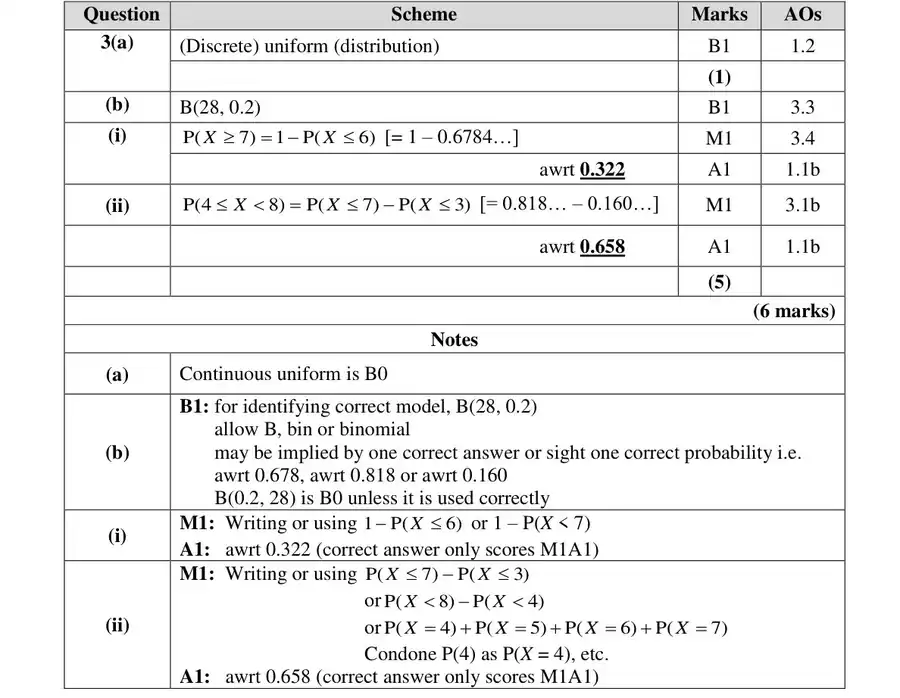 Question Scheme Marks AOs
3(a) (Discrete) uniform (distribution) B1 1.2
(1)
(b) B(28, 0.2) B1 3.3
(i) P( X ≥ 7) = 1 − P( X ≤ 6) [= 1 – 0.6784…] M1 3.4
awrt 0.322 A1 1.1b
(ii) P(4 ≤ X < 8) = P( X ≤ 7) − P( X ≤ 3) [= 0.818… – 0.160…] M1 3.1b
awrt 0.658 A1 1.1b
(5)
(6 marks)
Notes
(a) Continuous uniform is B0
B1: for identifying correct model, B(28, 0.2)
allow B, bin or binomial
(b) may be implied by one correct answer or sight one correct probability i.e.
awrt 0.678, awrt 0.818 or awrt 0.160
B(0.2, 28) is B0 unless it is used correctly
(i) M1: Writing or using 1 − P( X ≤ 6) or 1 – P(X < 7)
A1: awrt 0.322 (correct answer only scores M1A1)
(ii) M1: Writing or using P( X ≤ 7) − P( X ≤ 3)
or P( X < 8) − P( X < 4)
or P( X = 4) + P( X = 5) + P( X = 6) + P( X = 7)
Condone P(4) as P(X = 4), etc.
A1: awrt 0.658 (correct answer only scores M1A1)